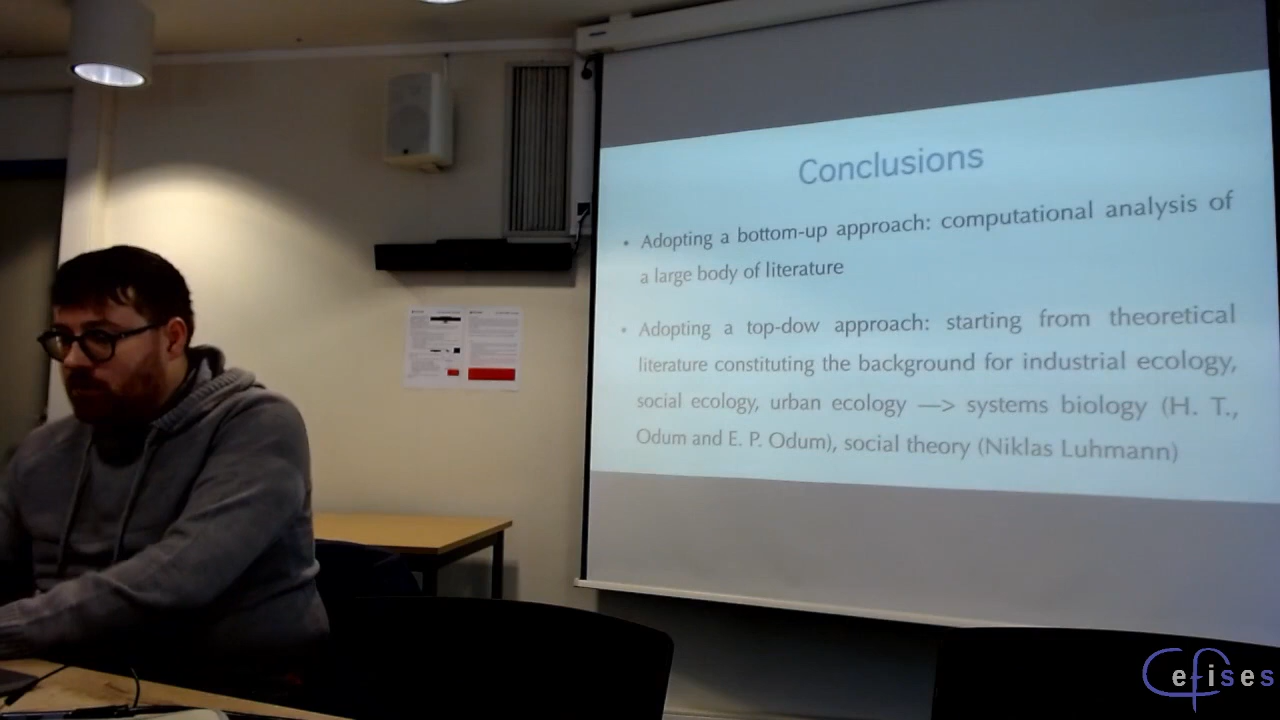 Conclusions
• Adopting a bottom-up approach: computational analysis of
a large body of literature
• Adopting a top-dow approach: starting from theoretical
literature constituting the background for industrial ecology,
social ecology, urban ecology —> systems biology (H. T.,
Odum and E. P. Odum), social theory (Niklas Luhmann)
Cefises